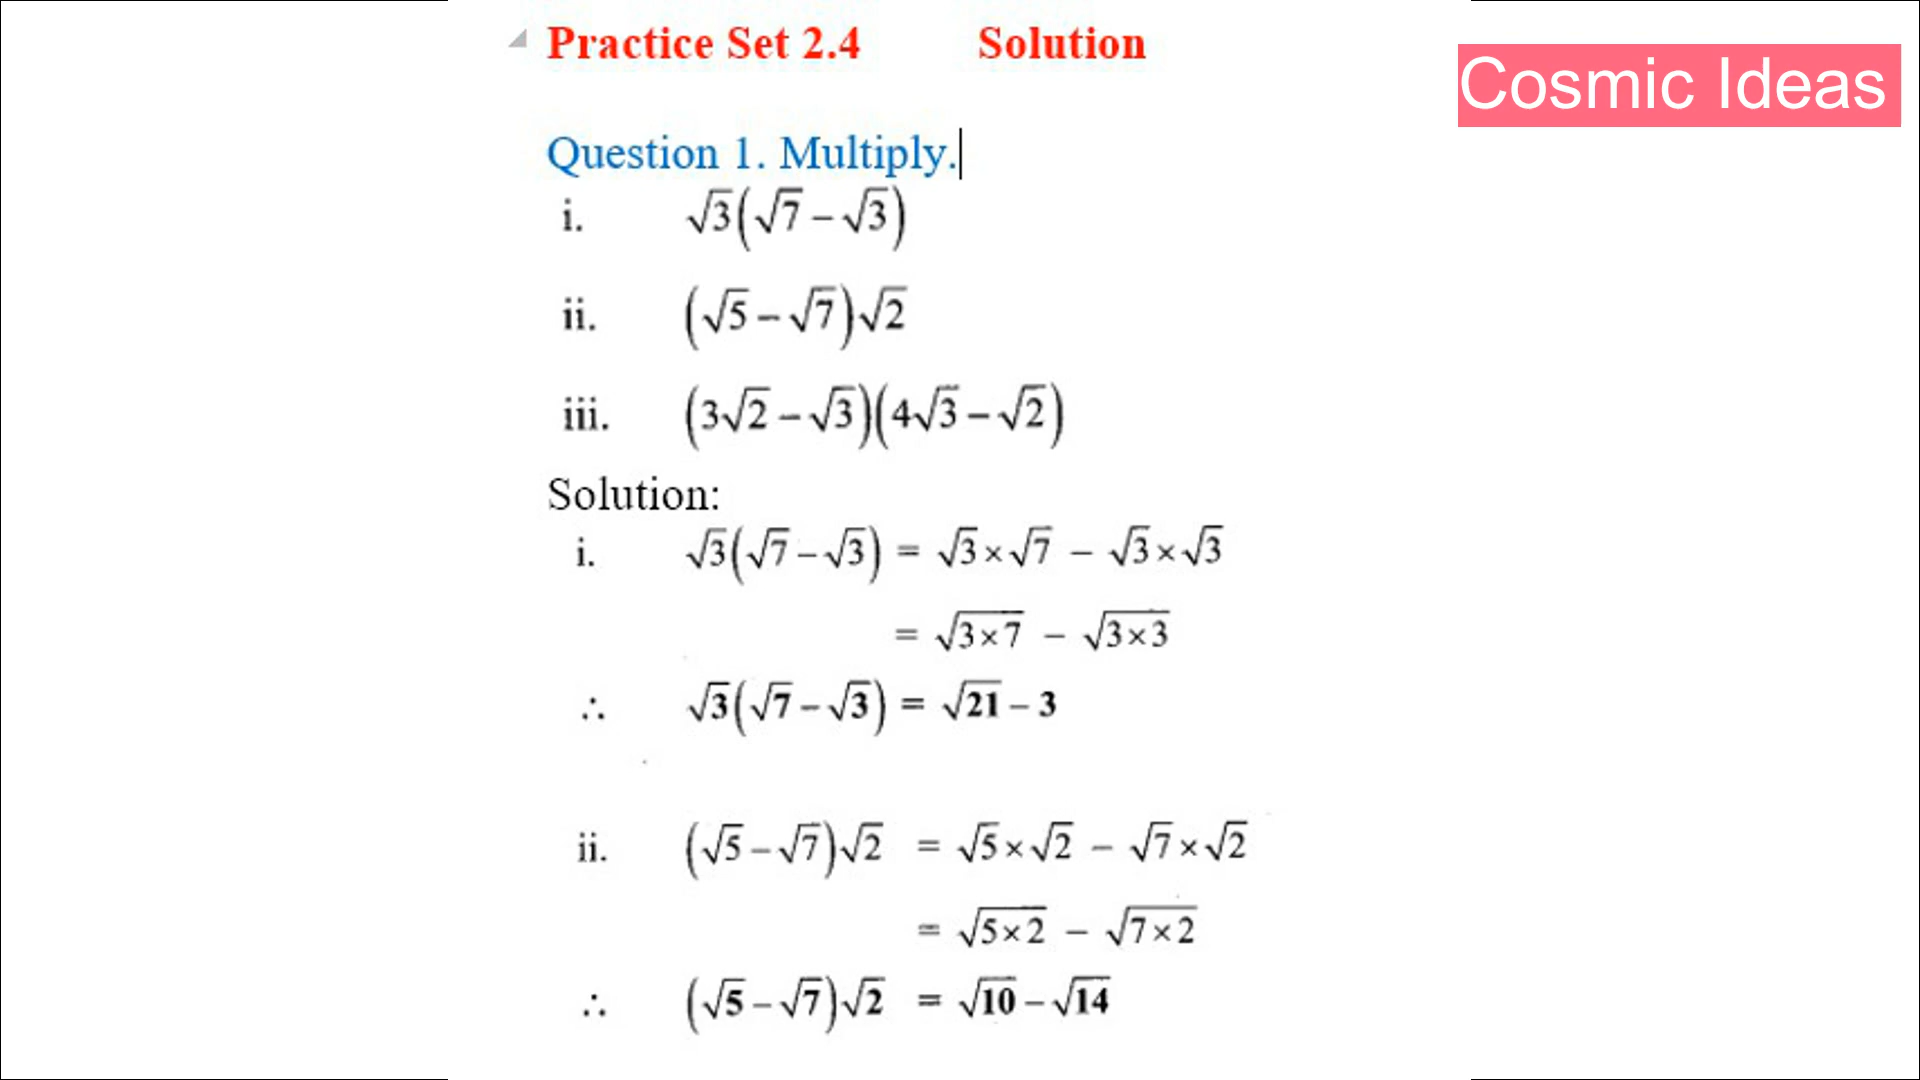 Practice Set 2.4 Solution
Cosmic Ideas
Question 1. Multiply.
i. √3(√7 − √3)
ii. (√5 − √7)√2
iii. (3√2 − √3)(4√3 − √2)
Solution:
i. √3(√7 − √3) = √3 × √7 − √3 × √3
= √(3×7) − √(3×3)
∴ √3(√7 − √3) = √21 − 3
ii. (√5 − √7)√2 = √5 × √2 − √7 × √2
= √(5×2) − √(7×2)
∴ (√5 − √7)√2 = √10 − √14